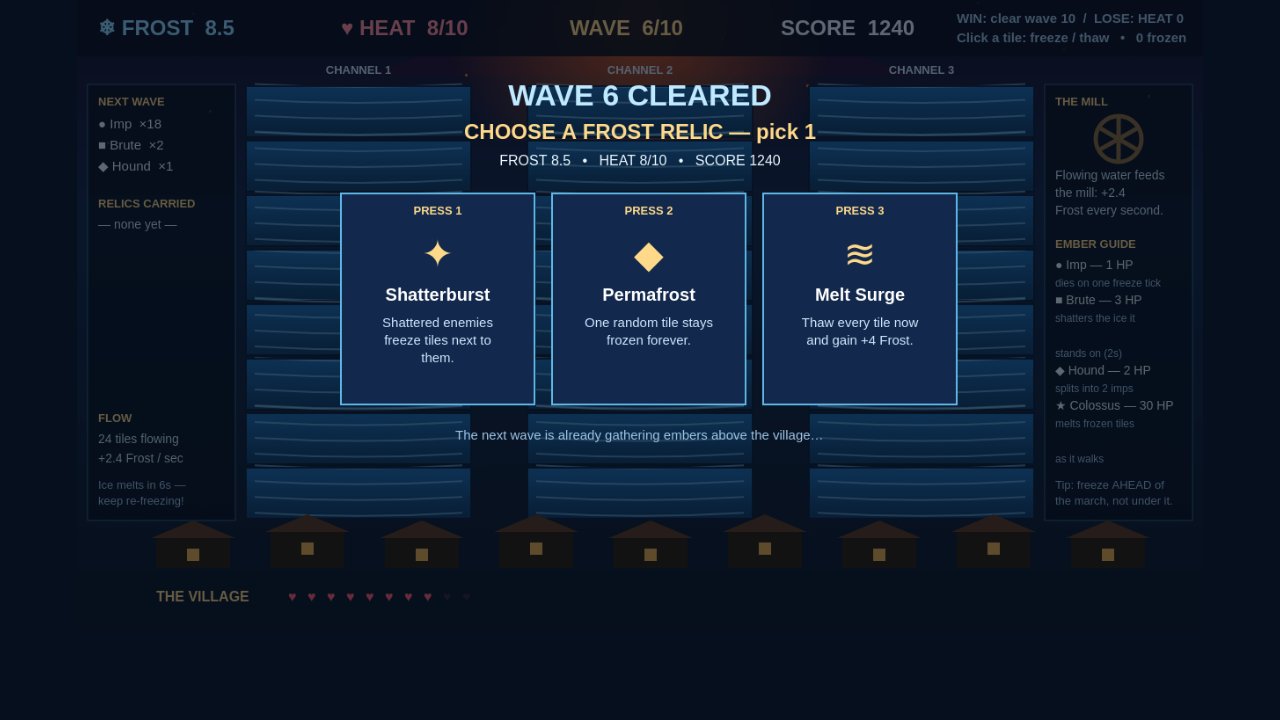 ❄ FROST 8.5
♥ HEAT 8/10
WAVE 6/10
SCORE 1240
WIN: clear wave 10 / LOSE: HEAT 0
Click a tile: freeze / thaw • 0 frozen
CHANNEL 1
CHANNEL 2
CHANNEL 3
NEXT WAVE
● Imp ×18
■ Brute ×2
◆ Hound ×1
RELICS CARRIED
— none yet —
FLOW
24 tiles flowing
+2.4 Frost / sec
Ice melts in 6s —
keep re-freezing!
WAVE 6 CLEARED
CHOOSE A FROST RELIC — pick 1
FROST 8.5 • HEAT 8/10 • SCORE 1240
PRESS 1
Shatterburst
Shattered enemies
freeze tiles next to
them.
PRESS 2
Permafrost
One random tile stays
frozen forever.
PRESS 3
Melt Surge
Thaw every tile now
and gain +4 Frost.
The next wave is already gathering embers above the village…
THE MILL
Flowing water feeds
the mill: +2.4
Frost every second.
EMBER GUIDE
● Imp — 1 HP
dies on one freeze tick
■ Brute — 3 HP
shatters the ice it
stands on (2s)
◆ Hound — 2 HP
splits into 2 imps
★ Colossus — 30 HP
melts frozen tiles
as it walks
Tip: freeze AHEAD of
the march, not under it.
THE VILLAGE